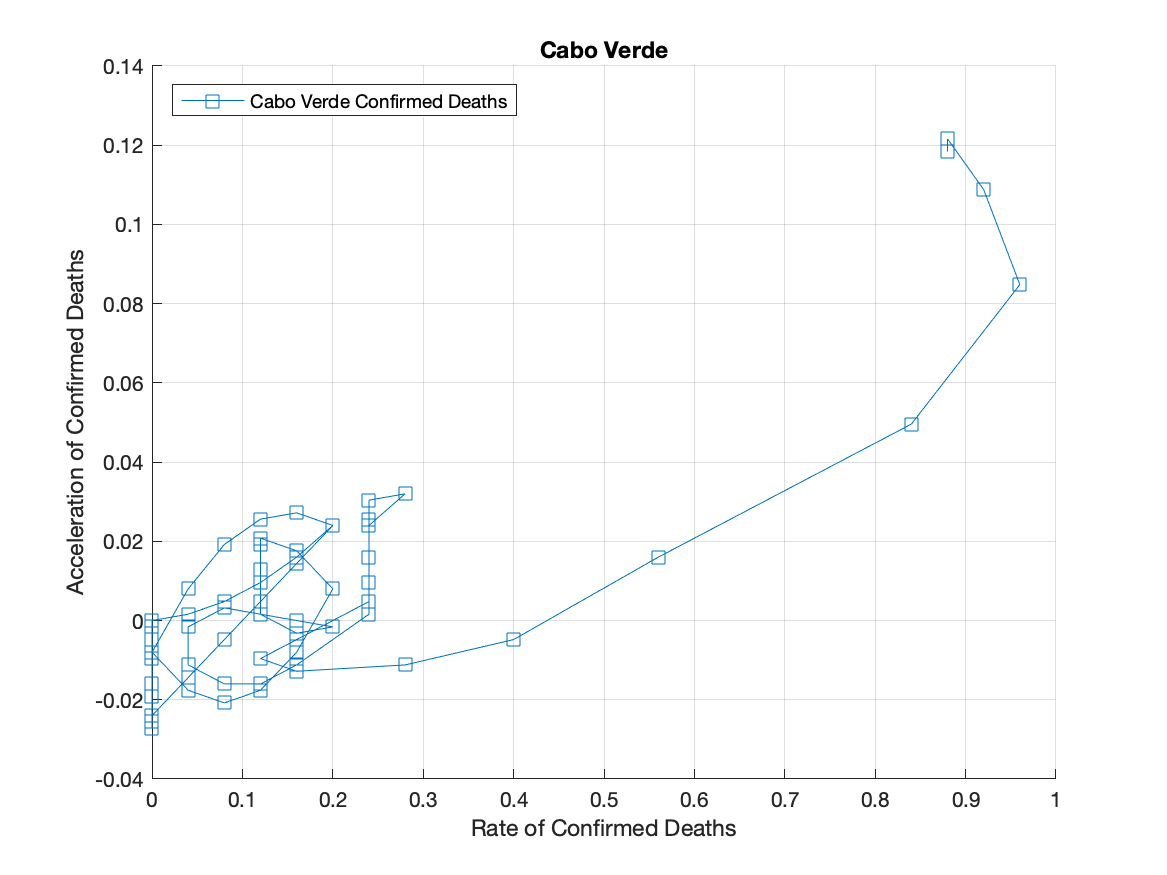 Cabo Verde
Cabo Verde Confirmed Deaths
0.14
0.12
0.1
0.08
0.06
0.04
0.02
0
-0.02
-0.04
Acceleration of Confirmed Deaths
0 0.1 0.2 0.3 0.4 0.5 0.6 0.7 0.8 0.9 1
Rate of Confirmed Deaths